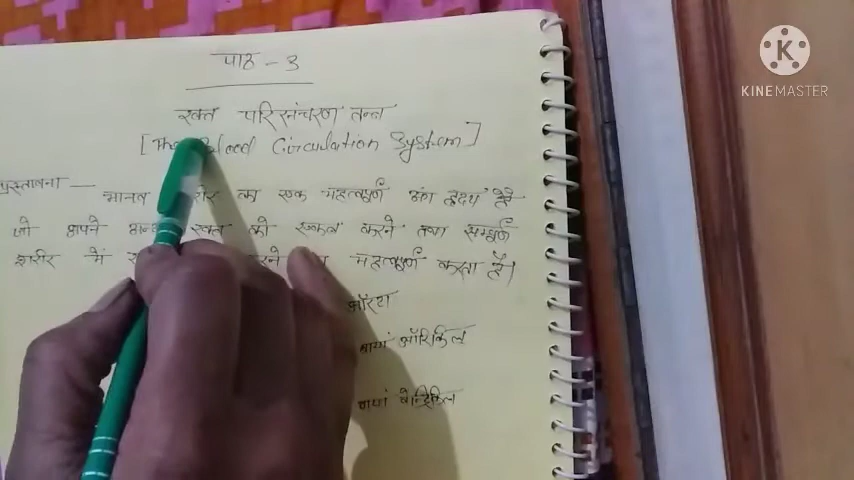 पाठ - 3
रक्त परिसंचरण तन्त्र
[The Blood Circulation System]
प्रस्तावना — मानव शरीर का एक महत्वपूर्ण अंग हृदय है
जो अपने अन्दर रक्त को एकत्र करने तथा सम्पूर्ण
शरीर में करने महत्वपूर्ण करता है।
ऑरटा
बायां ऑरिकिल
बायां वेन्ट्रिकिल
K
KINEMASTER